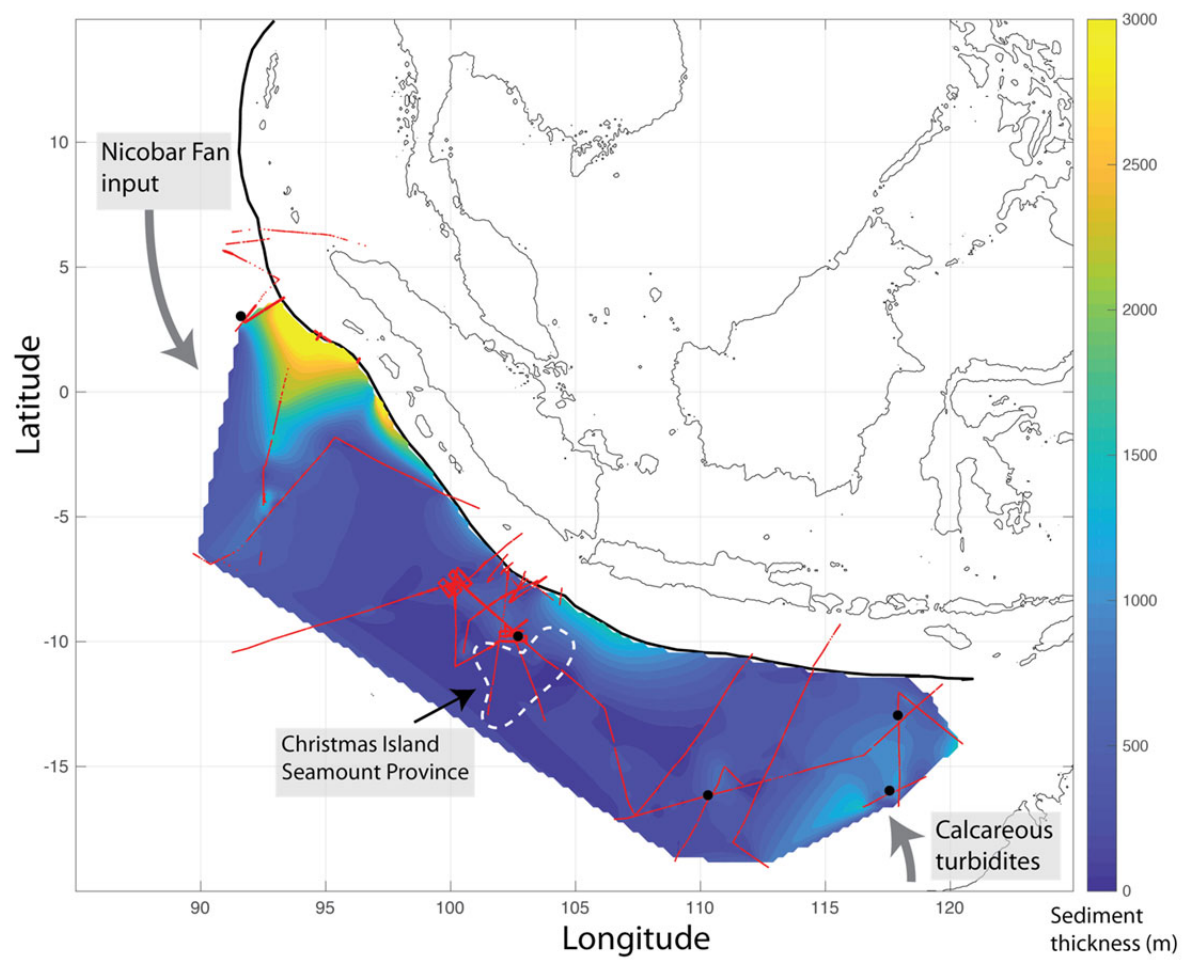 3000
10
Nicobar Fan
input
2500
5
2000
Latitude
0
1500
-5
1000
-10
Christmas Island
Seamount Province
500
-15
Calcareous
turbidites
0
90
95
100
105
110
115
120
Longitude
Sediment
thickness (m)